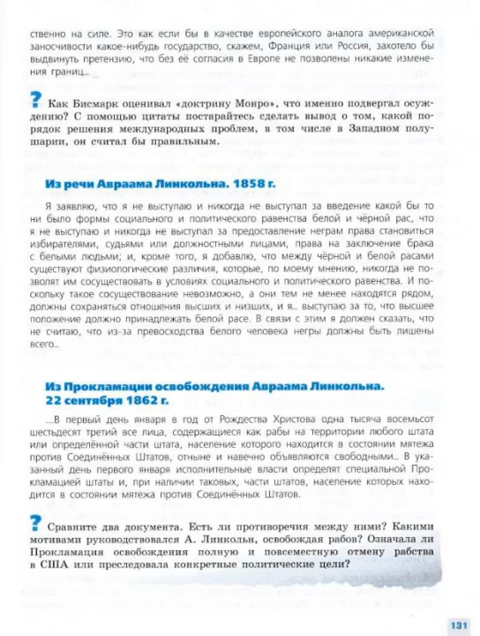 ственно на силе. Это как если бы в качестве европейского аналога американской
заносчивости какое-нибудь государство, скажем, Франция или Россия, захотело бы
выдвинуть претензию, что без её согласия в Европе не позволены никакие измене-
ния границ...
? Как Бисмарк оценивал «доктрину Монро», что именно подвергал осуж-
дению? С помощью цитаты постарайтесь сделать вывод о том, какой по-
рядок решения международных проблем, в том числе в Западном полу-
шарии, он считал бы правильным.
Из речи Авраама Линкольна. 1858 г.
Я заявляю, что я не выступаю и никогда не выступал за введение какой бы то
ни было формы социального и политического равенства белой и чёрной рас, что
я не выступаю и никогда не выступал за предоставление неграм права становиться
избирателями, судьями или должностными лицами, права на заключение брака
с белыми людьми; и, кроме того, я добавлю, что между чёрной и белой расами
существуют физиологические различия, которые, по моему мнению, никогда не по-
зволят им сосуществовать в условиях социального и политического равенства. И по-
скольку такое сосуществование невозможно, а они тем не менее находятся рядом,
должны сохраняться отношения высших и низших, и я... выступаю за то, что высшее
положение должно принадлежать белой расе. В связи с этим я должен сказать, что
не считаю, что из-за превосходства белого человека негры должны быть лишены
всего...
Из Прокламации освобождения Авраама Линкольна.
22 сентября 1862 г.
...В первый день января в год от Рождества Христова одна тысяча восемьсот
шестьдесят третий все лица, содержащиеся как рабы на территории любого штата
или определённой части штата, население которого находится в состоянии мятежа
против Соединённых Штатов, отныне и навечно объявляются свободными... В ука-
занный день первого января исполнительные власти определят специальной Про-
кламацией штаты и, при наличии таковых, части штатов, население которых нахо-
дится в состоянии мятежа против Соединённых Штатов.
? Сравните два документа. Есть ли противоречия между ними? Какими
мотивами руководствовался А. Линкольн, освобождая рабов? Означала ли
Прокламация освобождения полную и повсеместную отмену рабства
в США или преследовала конкретные политические цели?
131